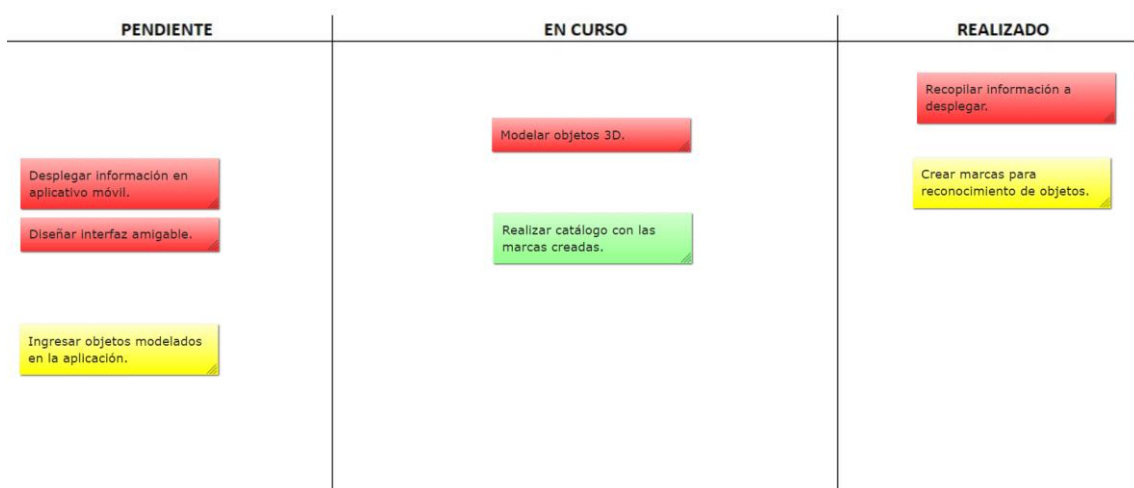 PENDIENTE
EN CURSO
REALIZADO
Desplegar información en
aplicativo móvil.
Diseñar interfaz amigable.
Ingresar objetos modelados
en la aplicación.
Modelar objetos 3D.
Realizar catálogo con las
marcas creadas.
Recopilar información a
desplegar.
Crear marcas para
reconocimiento de objetos.